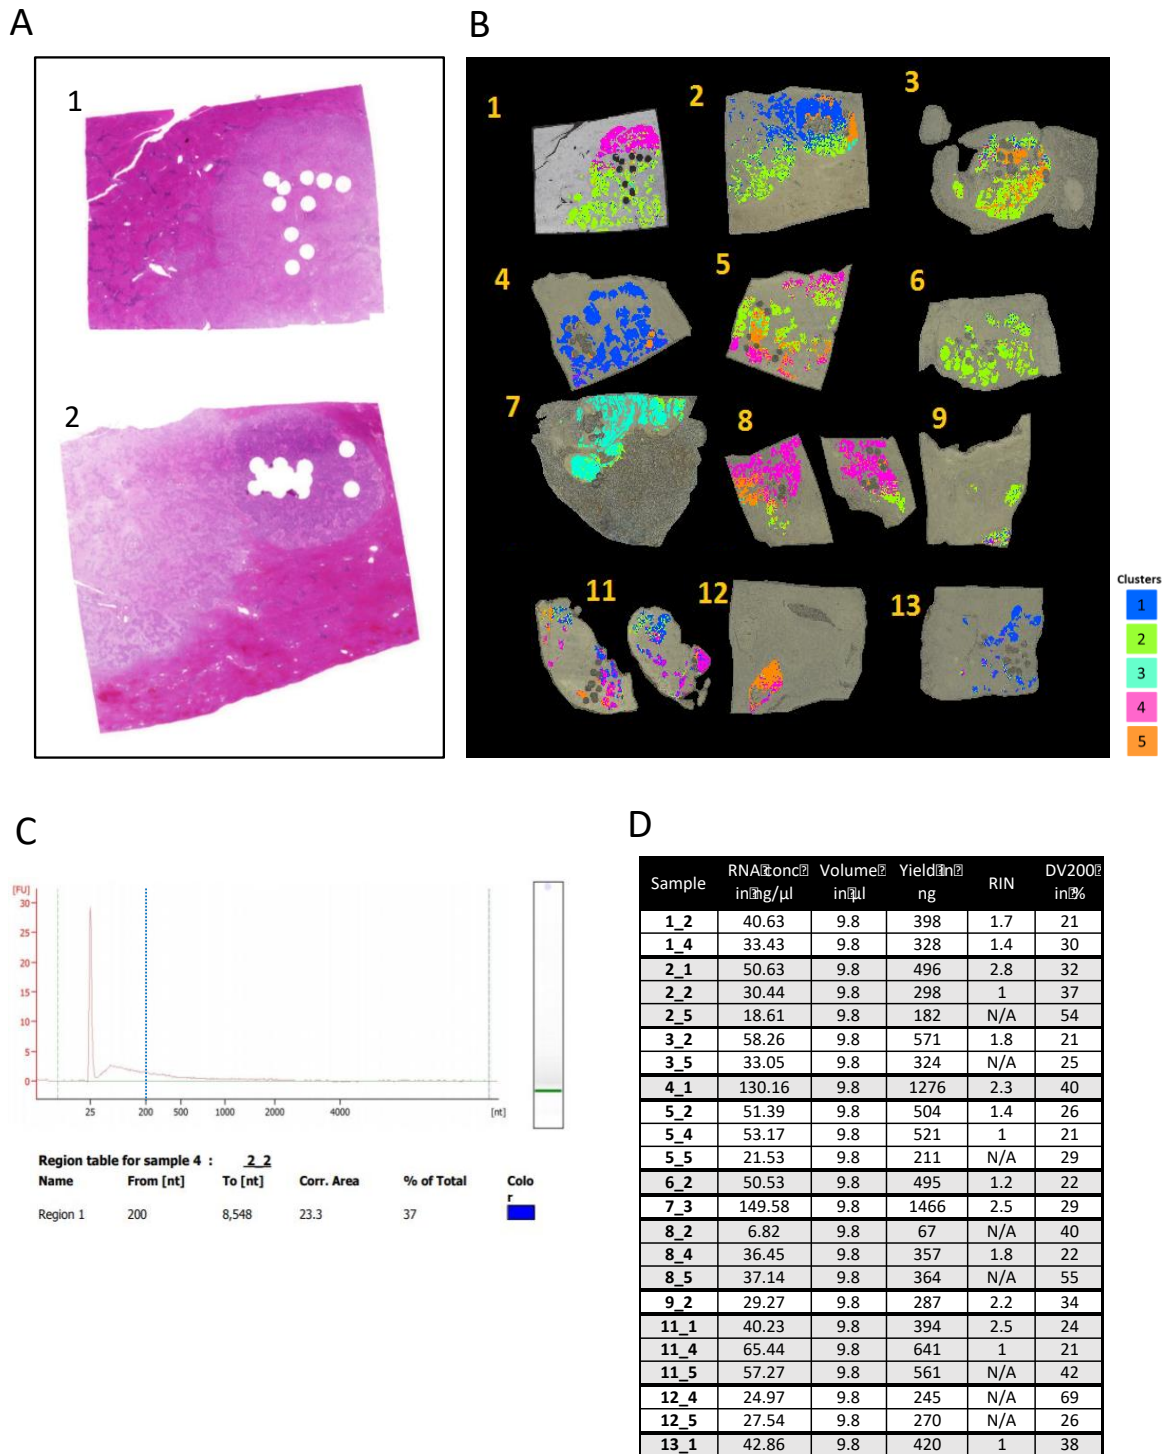 A
B
1
2
1
2
3
4
5
6
7
8
9
11
12
13
Clusters
1
2
3
4
5
C
[FU]
30
25
20
15
10
5
0
25 200 500 1000 2000 4000 [nt]
Region table for sample 4 : 2_2
Name From [nt] To [nt] Corr. Area % of Total Colo
r
Region 1 200 8,548 23.3 37
D
Sample RNA conc in ng/µl Volume in µl Yield in ng RIN DV200 in %
1_2 40.63 9.8 398 1.7 21
1_4 33.43 9.8 328 1.4 30
2_1 50.63 9.8 496 2.8 32
2_2 30.44 9.8 298 1 37
2_5 18.61 9.8 182 N/A 54
3_2 58.26 9.8 571 1.8 21
3_5 33.05 9.8 324 N/A 25
4_1 130.16 9.8 1276 2.3 40
5_2 51.39 9.8 504 1.4 26
5_4 53.17 9.8 521 1 21
5_5 21.53 9.8 211 N/A 29
6_2 50.53 9.8 495 1.2 22
7_3 149.58 9.8 1466 2.5 29
8_2 6.82 9.8 67 N/A 40
8_4 36.45 9.8 357 1.8 22
8_5 37.14 9.8 364 N/A 55
9_2 29.27 9.8 287 2.2 34
11_1 40.23 9.8 394 2.5 24
11_4 65.44 9.8 641 1 21
11_5 57.27 9.8 561 N/A 42
12_4 24.97 9.8 245 N/A 69
12_5 27.54 9.8 270 N/A 26
13_1 42.86 9.8 420 1 38